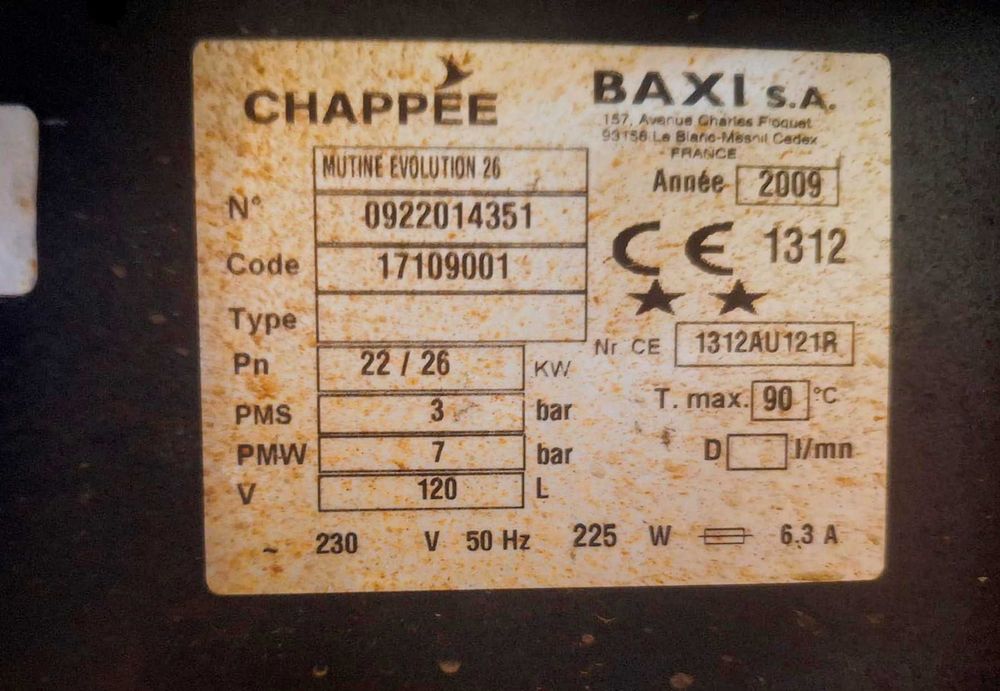 CHAPPÉE
BAXI S.A.
157, Avenue Charles Floquet
93158 Le Blanc-Mesnil Cedex
FRANCE
MUTINE EVOLUTION 26
Année 2009
N° 0922014351
CE 1312
Code 17109001
Type
Nr CE 1312AU121R
Pn 22 / 26 KW
T. max. 90 °C
PMS 3 bar
PMW 7 bar
D l/mn
V 120 L
~ 230 V 50 Hz 225 W 6.3 A